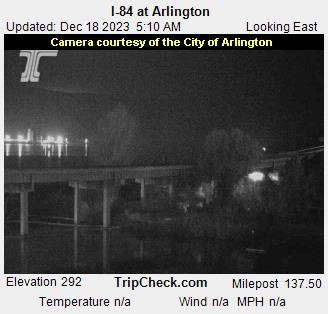 I-84 at Arlington
Updated: Dec 18 2023 5:10 AM Looking East
Camera courtesy of the City of Arlington
Elevation 292 TripCheck.com Milepost 137.50
Temperature n/a Wind n/a MPH n/a